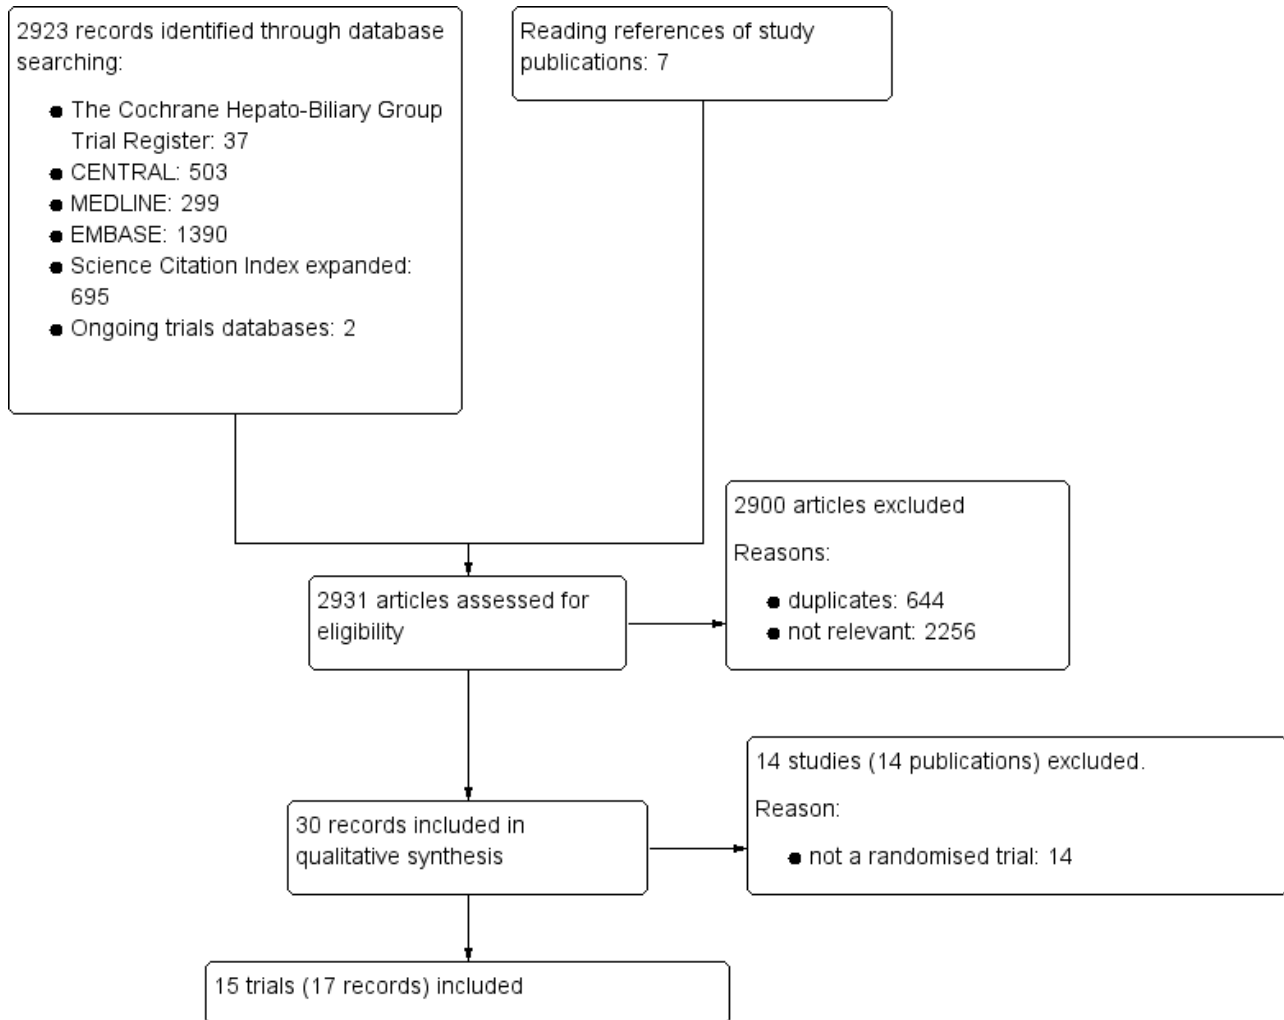 2923 records identified through database
searching:
● The Cochrane Hepato-Biliary Group
Trial Register: 37
● CENTRAL: 503
● MEDLINE: 299
● EMBASE: 1390
● Science Citation Index expanded:
695
● Ongoing trials databases: 2
Reading references of study
publications: 7
2931 articles assessed for
eligibility
2900 articles excluded
Reasons:
● duplicates: 644
● not relevant: 2256
30 records included in
qualitative synthesis
14 studies (14 publications) excluded.
Reason:
● not a randomised trial: 14
15 trials (17 records) included